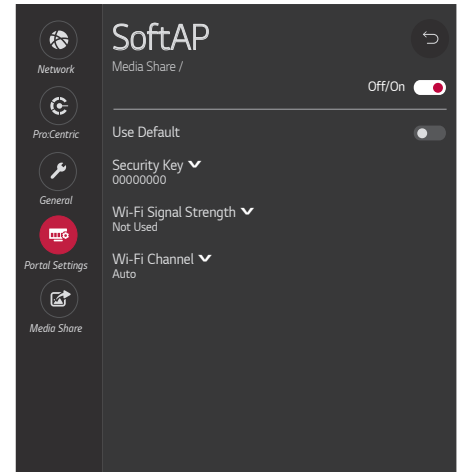 SoftAP
Media Share /
Off/On
Network
Pro:Centric
General
Portal Settings
Media Share
Use Default
Security Key
00000000
Wi-Fi Signal Strength
Not Used
Wi-Fi Channel
Auto